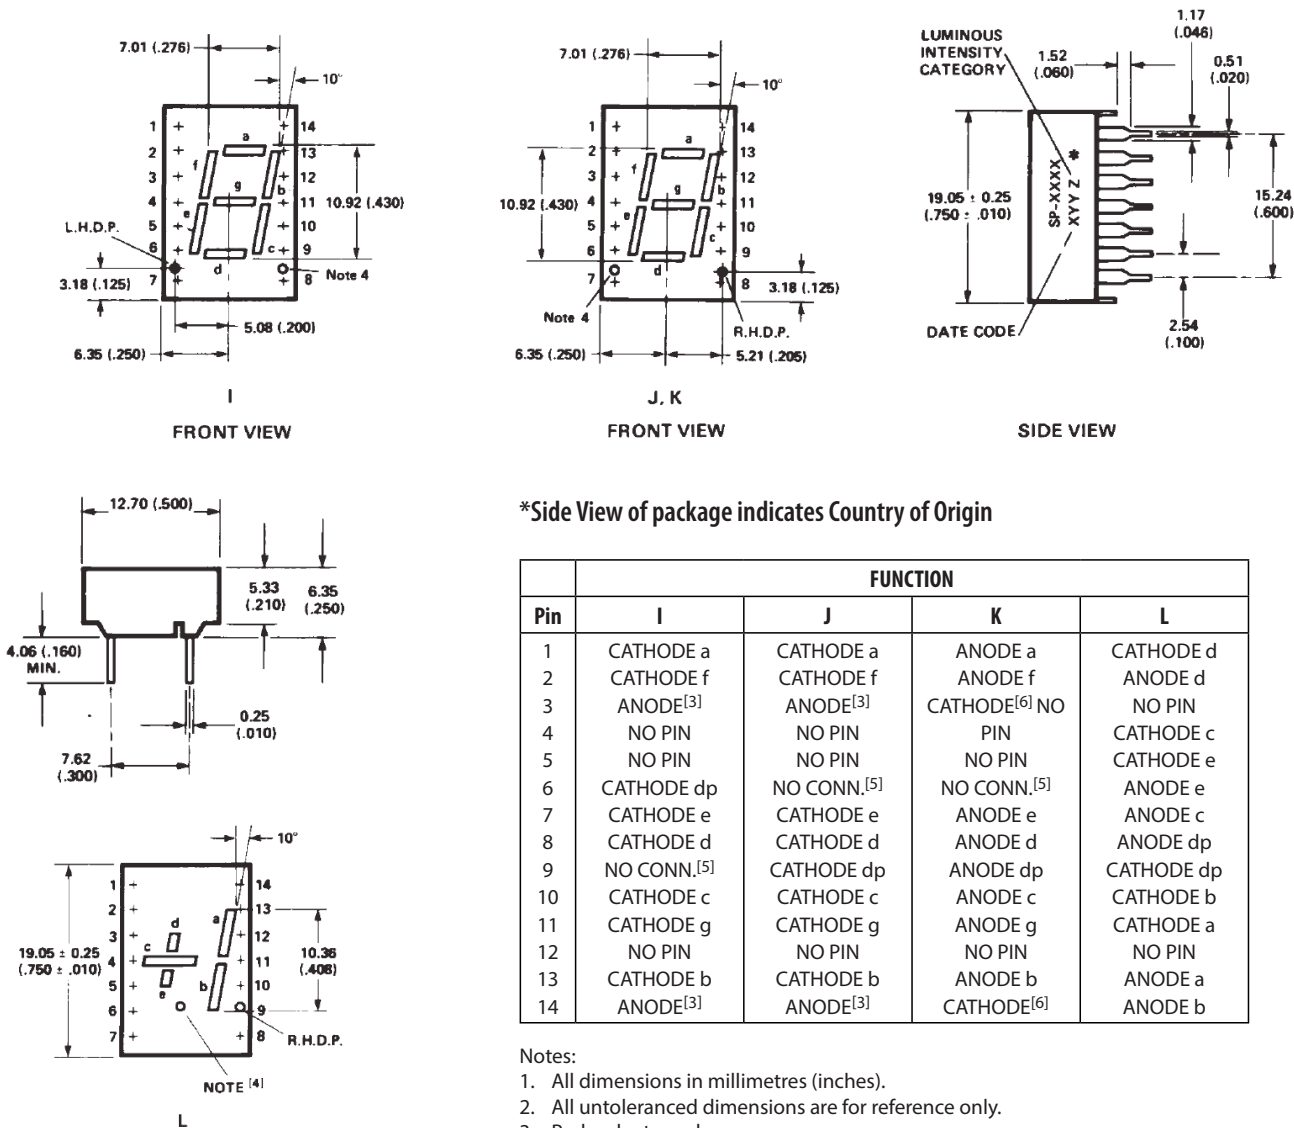 7.01 (.276)
10°
1
2
3
4
5
6
7
14
13
12
11
10
9
8
a
f
g
b
e
c
d
10.92 (.430)
L.H.D.P.
3.18 (.125)
Note 4
5.08 (.200)
6.35 (.250)
I
FRONT VIEW
7.01 (.276)
10°
1
2
3
4
5
6
7
14
13
12
11
10
9
8
a
f
g
b
e
c
d
10.92 (.430)
3.18 (.125)
Note 4
R.H.D.P.
6.35 (.250)
5.21 (.205)
J, K
FRONT VIEW
LUMINOUS
INTENSITY
CATEGORY
1.17
(.046)
1.52
(.060)
0.51
(.020)
19.05 ± 0.25
(.750 ± .010)
SP-XXXX
XYY Z *
15.24
(.600)
DATE CODE
2.54
(.100)
SIDE VIEW
12.70 (.500)
5.33
(.210)
6.35
(.250)
4.06 (.160)
MIN.
0.25
(.010)
7.62
(.300)
10°
1
2
3
4
5
6
7
14
13
12
11
10
9
8
a
d
c
e
b
19.05 ± 0.25
(.750 ± .010)
10.36
(.408)
R.H.D.P.
NOTE [4]
L
*Side View of package indicates Country of Origin
FUNCTION
Pin I J K L
1 CATHODE a CATHODE a ANODE a CATHODE d
2 CATHODE f CATHODE f ANODE f ANODE d
3 ANODE[3] ANODE[3] CATHODE[6] NO NO PIN
4 NO PIN NO PIN PIN CATHODE c
5 NO PIN NO PIN NO PIN CATHODE e
6 CATHODE dp NO CONN.[5] NO CONN.[5] ANODE e
7 CATHODE e CATHODE e ANODE e ANODE c
8 CATHODE d CATHODE d ANODE d ANODE dp
9 NO CONN.[5] CATHODE dp ANODE dp CATHODE dp
10 CATHODE c CATHODE c ANODE c CATHODE b
11 CATHODE g CATHODE g ANODE g CATHODE a
12 NO PIN NO PIN NO PIN NO PIN
13 CATHODE b CATHODE b ANODE b ANODE a
14 ANODE[3] ANODE[3] CATHODE[6] ANODE b
Notes:
1. All dimensions in millimetres (inches).
2. All untoleranced dimensions are for reference only.